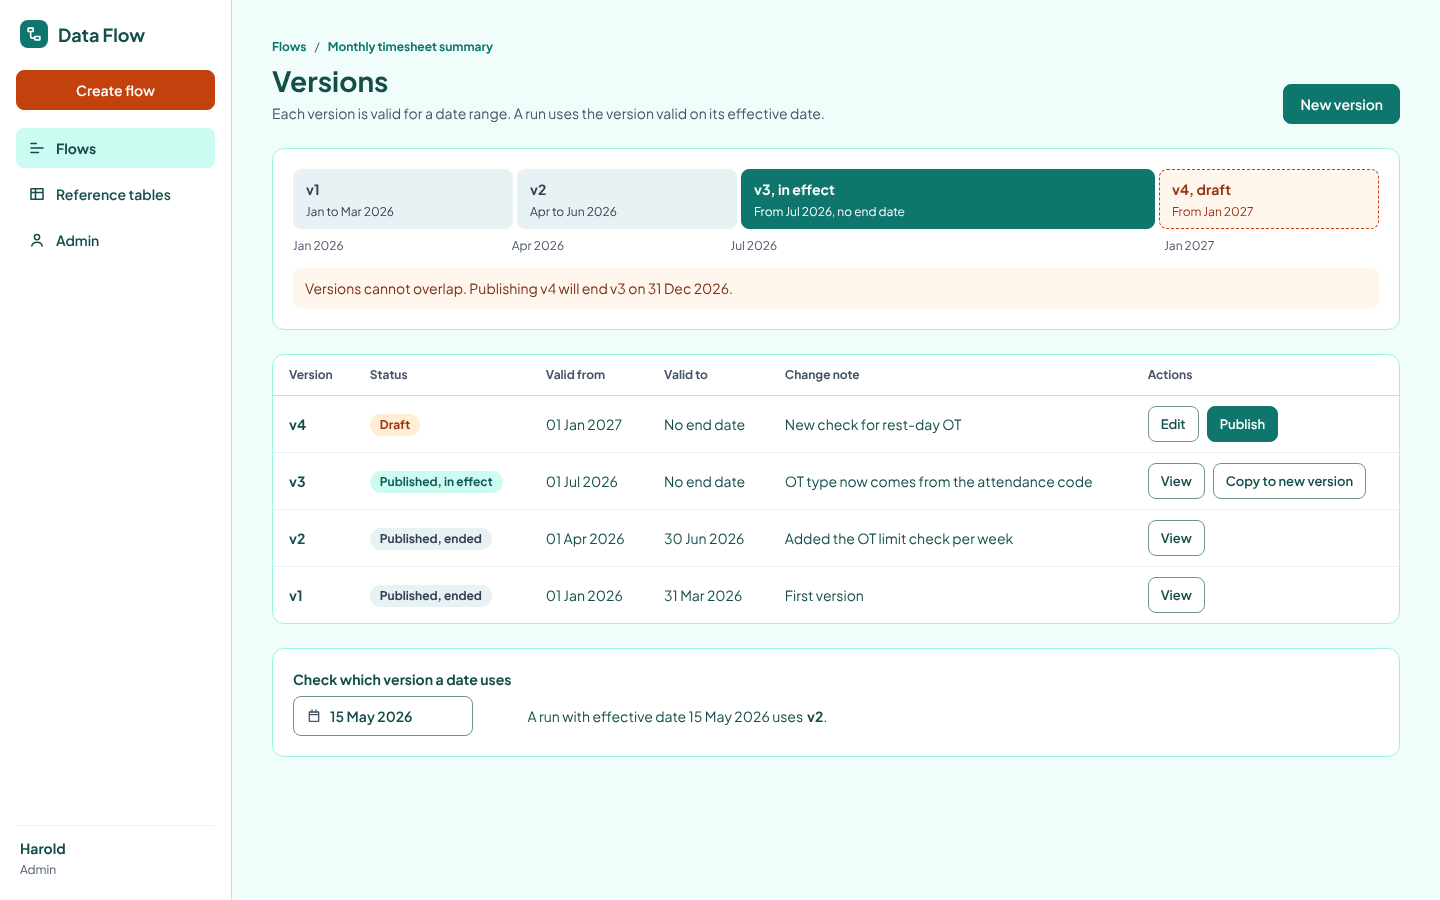 Data Flow
Create flow
Flows
Reference tables
Admin
Harold
Admin
Flows / Monthly timesheet summary
Versions
Each version is valid for a date range. A run uses the version valid on its effective date.
New version
v1
Jan to Mar 2026
v2
Apr to Jun 2026
v3, in effect
From Jul 2026, no end date
v4, draft
From Jan 2027
Jan 2026 Apr 2026 Jul 2026 Jan 2027
Versions cannot overlap. Publishing v4 will end v3 on 31 Dec 2026.
Version Status Valid from Valid to Change note Actions
v4 Draft 01 Jan 2027 No end date New check for rest-day OT Edit Publish
v3 Published, in effect 01 Jul 2026 No end date OT type now comes from the attendance code View Copy to new version
v2 Published, ended 01 Apr 2026 30 Jun 2026 Added the OT limit check per week View
v1 Published, ended 01 Jan 2026 31 Mar 2026 First version View
Check which version a date uses
15 May 2026 A run with effective date 15 May 2026 uses v2.